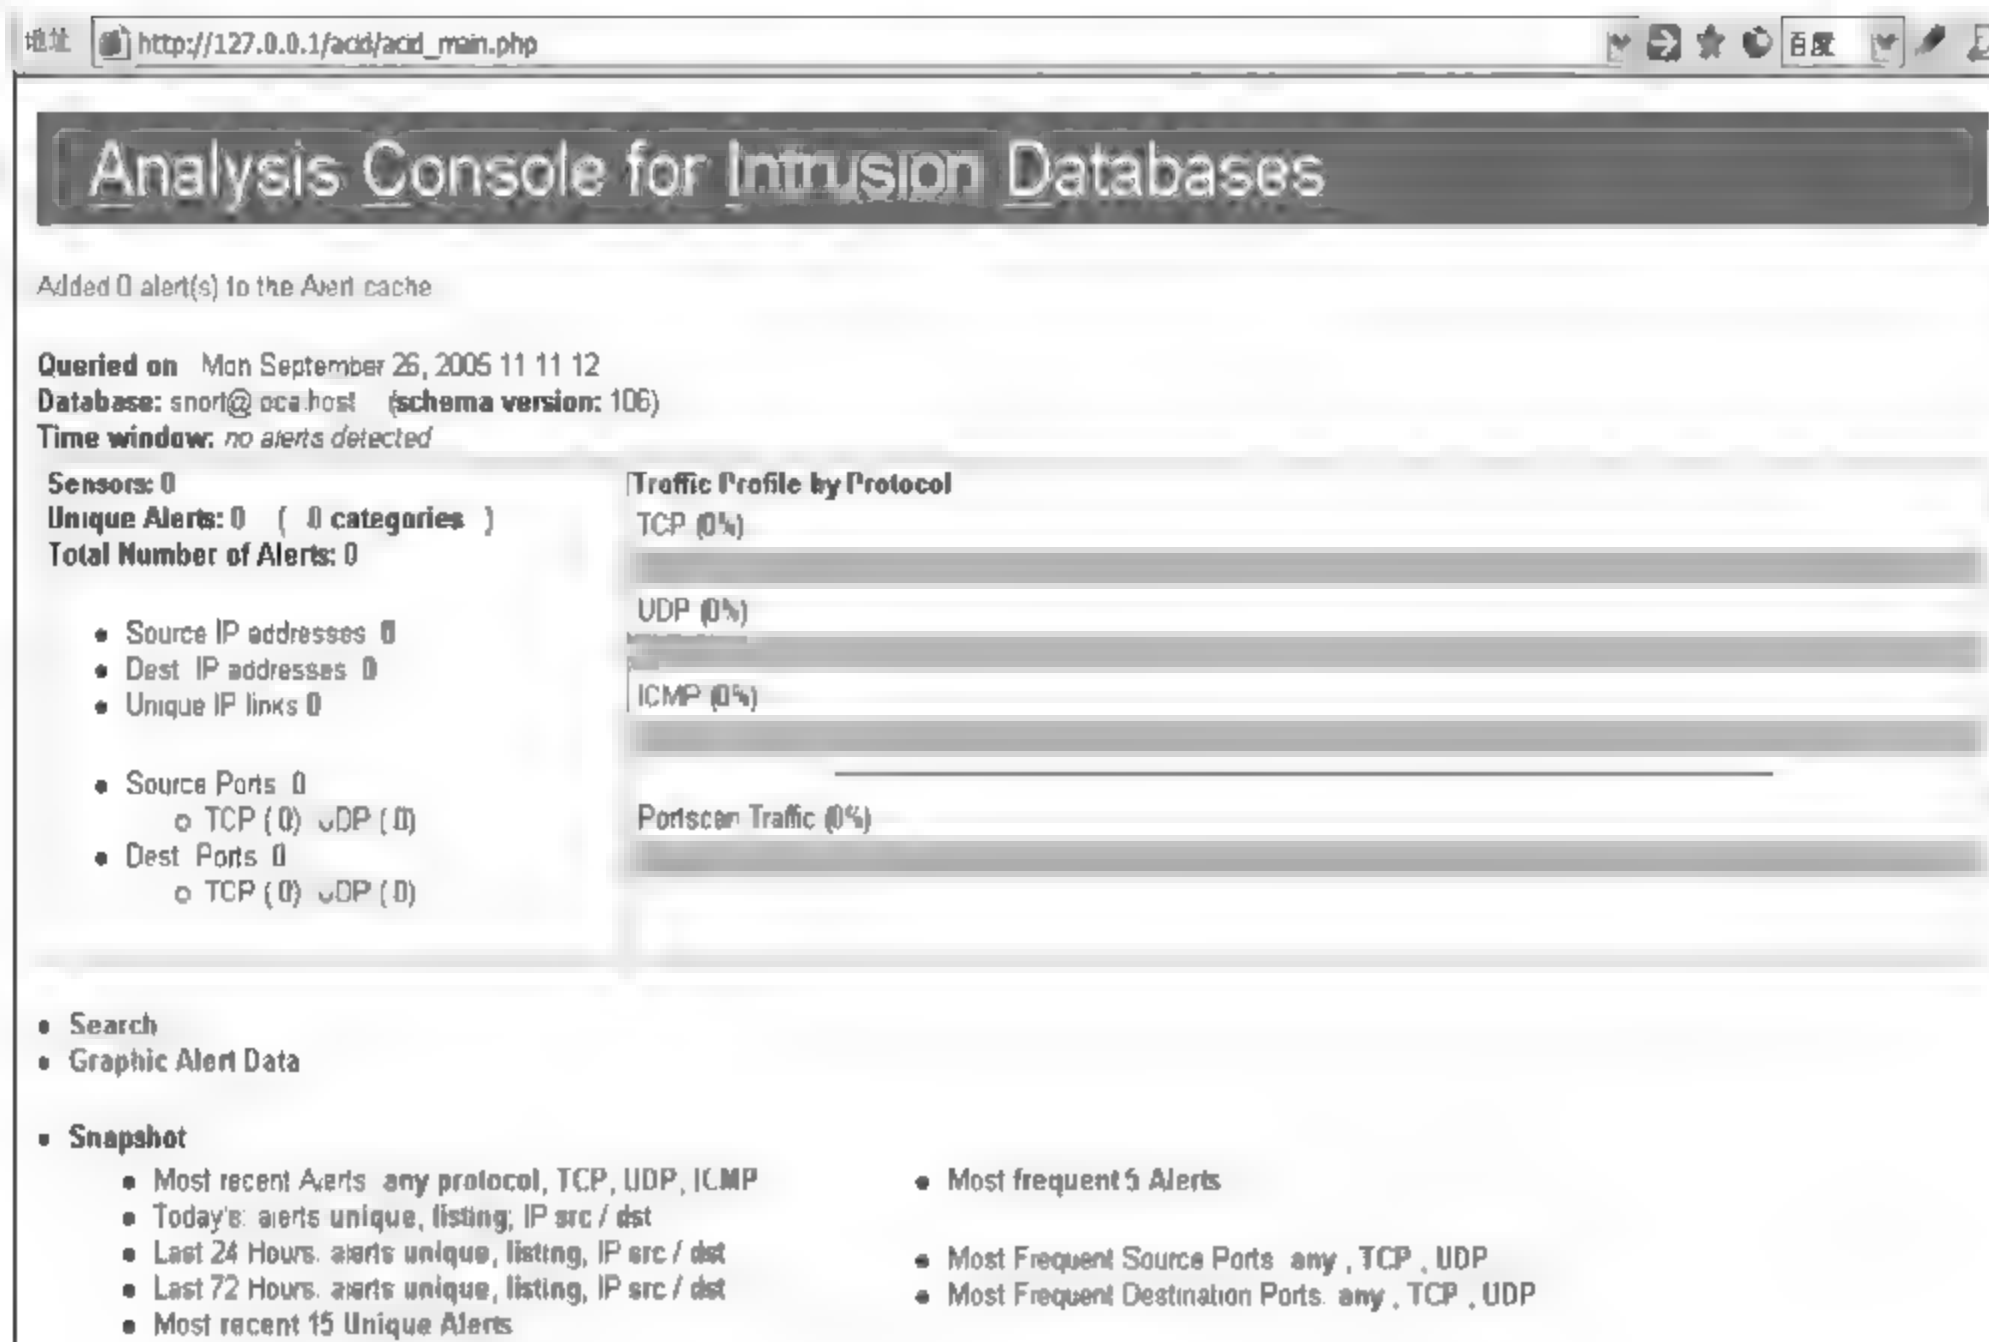 地址 http://127.0.0.1/acid/acid_main.php 百度
Analysis Console for Intrusion Databases
Added 0 alert(s) to the Alert cache
Queried on Mon September 26, 2005 11 11 12
Database: snort@localhost (schema version: 106)
Time window: no alerts detected
Sensors: 0
Unique Alerts: 0 ( 0 categories )
Total Number of Alerts: 0
Source IP addresses 0
Dest IP addresses 0
Unique IP links 0
Source Ports 0
TCP ( 0) UDP ( 0)
Dest Ports 0
TCP ( 0) UDP ( 0)
Traffic Profile by Protocol
TCP (0%)
UDP (0%)
ICMP (0%)
Portscan Traffic (0%)
Search
Graphic Alert Data
Snapshot
Most recent Alerts any protocol, TCP, UDP, ICMP
Today's: alerts unique, listing; IP src / dst
Last 24 Hours. alerts unique, listing, IP src / dst
Last 72 Hours. alerts unique, listing, IP src / dst
Most recent 15 Unique Alerts
Most frequent 5 Alerts
Most Frequent Source Ports any , TCP , UDP
Most Frequent Destination Ports. any , TCP , UDP